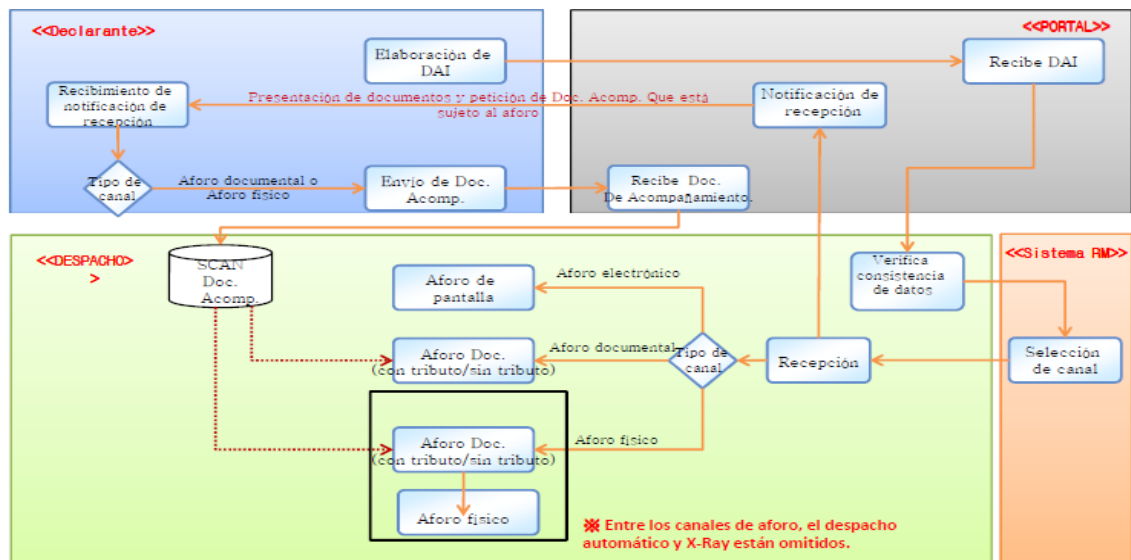 <<Declarante>>
Elaboración de
DAI
Recibimiento de
notificación de
recepción
Tipo de
canal
Aforo documental o
Aforo físico
Envío de Doc.
Acomp.
Presentación de documentos y petición de Doc. Acomp. Que está
sujeto al aforo
<<PORTAL>>
Recibe DAI
Notificación de
recepción
Recibe Doc.
De Acompañamiento.
<<DESPACHO>
>
SCAN
Doc.
Acomp.
Aforo de
pantalla
Aforo electrónico
Aforo Doc.
(con tributo/sin tributo)
Aforo documental
Tipo de
canal
Recepción
Verifica
consistencia
de datos
Aforo Doc.
(con tributo/sin tributo)
Aforo físico
Aforo físico
※ Entre los canales de aforo, el despacho
automático y X-Ray están omitidos.
<<Sistema RM>>
Selección
de canal